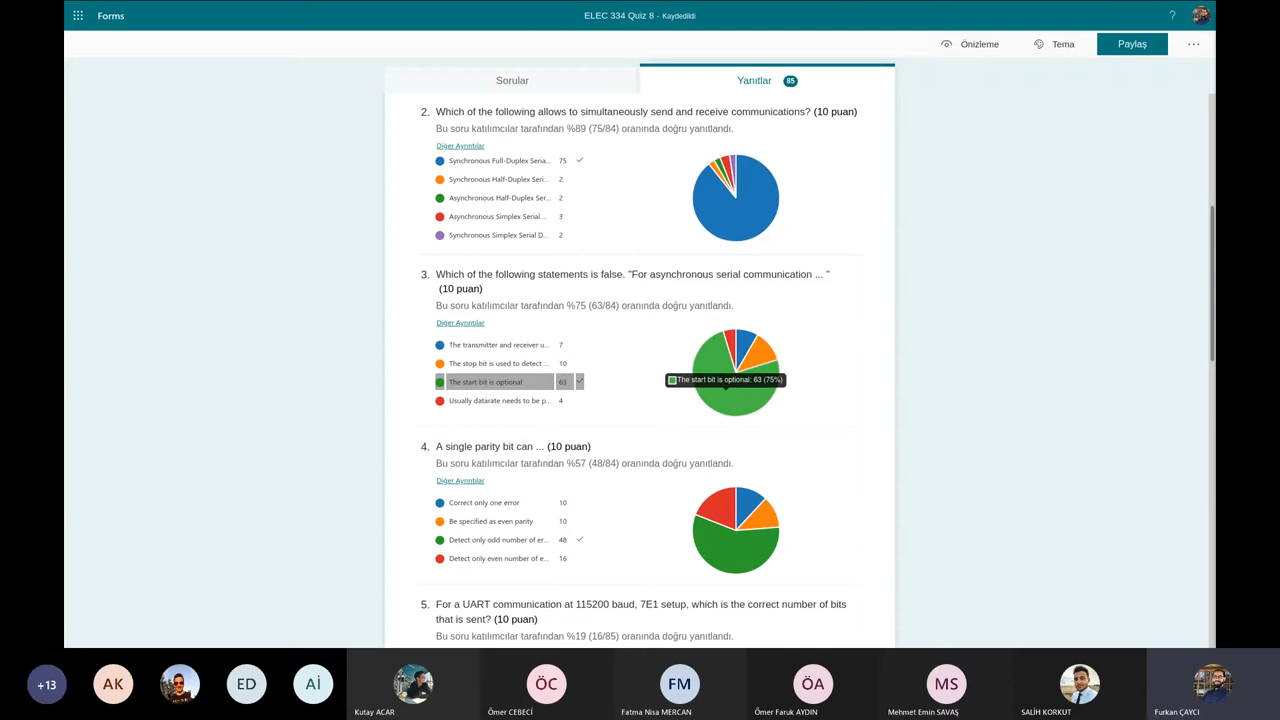 Forms
ELEC 334 Quiz 8 - Kaydedildi
?
Önizleme
Tema
Paylaş
...
Sorular
Yanıtlar 85
2. Which of the following allows to simultaneously send and receive communications? (10 puan)
Bu soru katılımcılar tarafından %89 (75/84) oranında doğru yanıtlandı.
Diğer Ayrıntılar
Synchronous Full-Duplex Seria... 75
Synchronous Half-Duplex Seri... 2
Asynchronous Half-Duplex Ser... 2
Asynchronous Simplex Serial ... 3
Synchronous Simplex Serial D... 2
3. Which of the following statements is false. "For asynchronous serial communication ... "
(10 puan)
Bu soru katılımcılar tarafından %75 (63/84) oranında doğru yanıtlandı.
Diğer Ayrıntılar
The transmitter and receiver u... 7
The stop bit is used to detect ... 10
The start bit is optional 63
Usually datarate needs to be p... 4
The start bit is optional: 63 (75%)
4. A single parity bit can ... (10 puan)
Bu soru katılımcılar tarafından %57 (48/84) oranında doğru yanıtlandı.
Diğer Ayrıntılar
Correct only one error 10
Be specified as even parity 10
Detect only odd number of er... 48
Detect only even number of e... 16
5. For a UART communication at 115200 baud, 7E1 setup, which is the correct number of bits
that is sent? (10 puan)
Bu soru katılımcılar tarafından %19 (16/85) oranında doğru yanıtlandı.
+13
AK
ED
Aİ
Kutay ACAR
ÖC
Ömer CEBECİ
FM
Fatma Nisa MERCAN
ÖA
Ömer Faruk AYDIN
MS
Mehmet Emin SAVAŞ
SALİH KORKUT
Furkan ÇAYCI